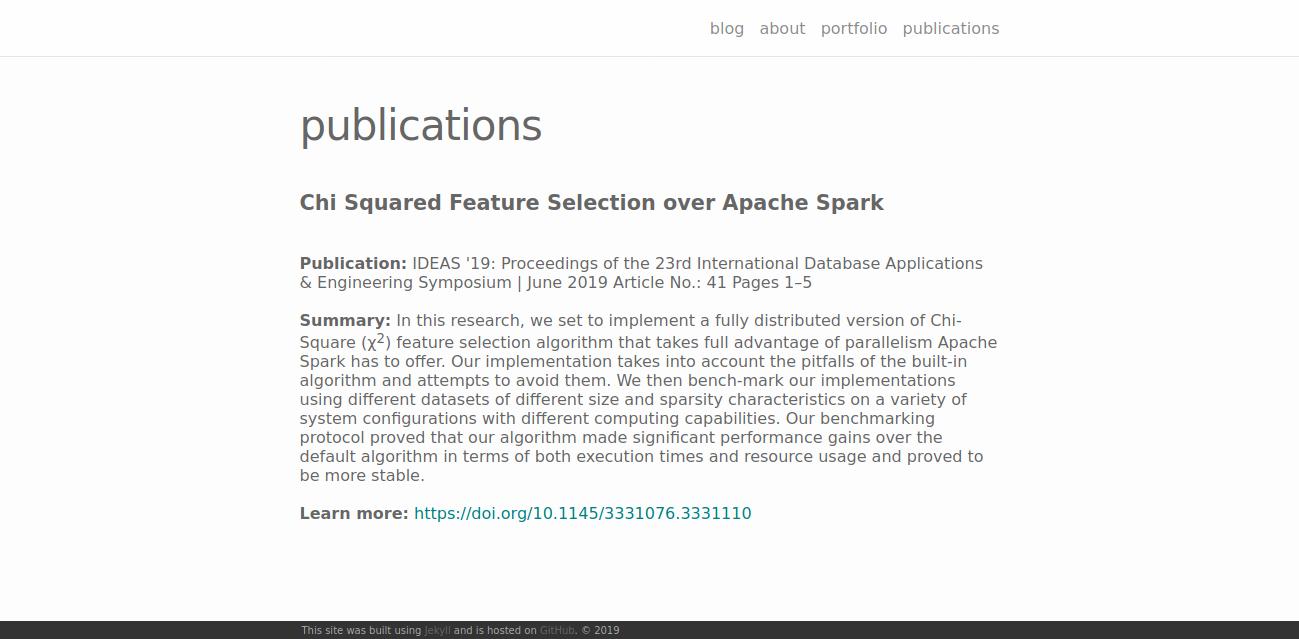 blog about portfolio publications
publications
Chi Squared Feature Selection over Apache Spark
Publication: IDEAS '19: Proceedings of the 23rd International Database Applications
& Engineering Symposium | June 2019 Article No.: 41 Pages 1–5
Summary: In this research, we set to implement a fully distributed version of Chi-
Square (χ²) feature selection algorithm that takes full advantage of parallelism Apache
Spark has to offer. Our implementation takes into account the pitfalls of the built-in
algorithm and attempts to avoid them. We then bench-mark our implementations
using different datasets of different size and sparsity characteristics on a variety of
system configurations with different computing capabilities. Our benchmarking
protocol proved that our algorithm made significant performance gains over the
default algorithm in terms of both execution times and resource usage and proved to
be more stable.
Learn more: https://doi.org/10.1145/3331076.3331110
This site was built using Jekyll and is hosted on GitHub. © 2019